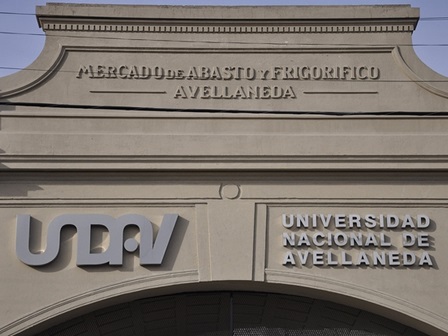 MERCADO DE ABASTO Y FRIGORIFICO
AVELLANEDA
UNDAV
UNIVERSIDAD
NACIONAL DE
AVELLANEDA